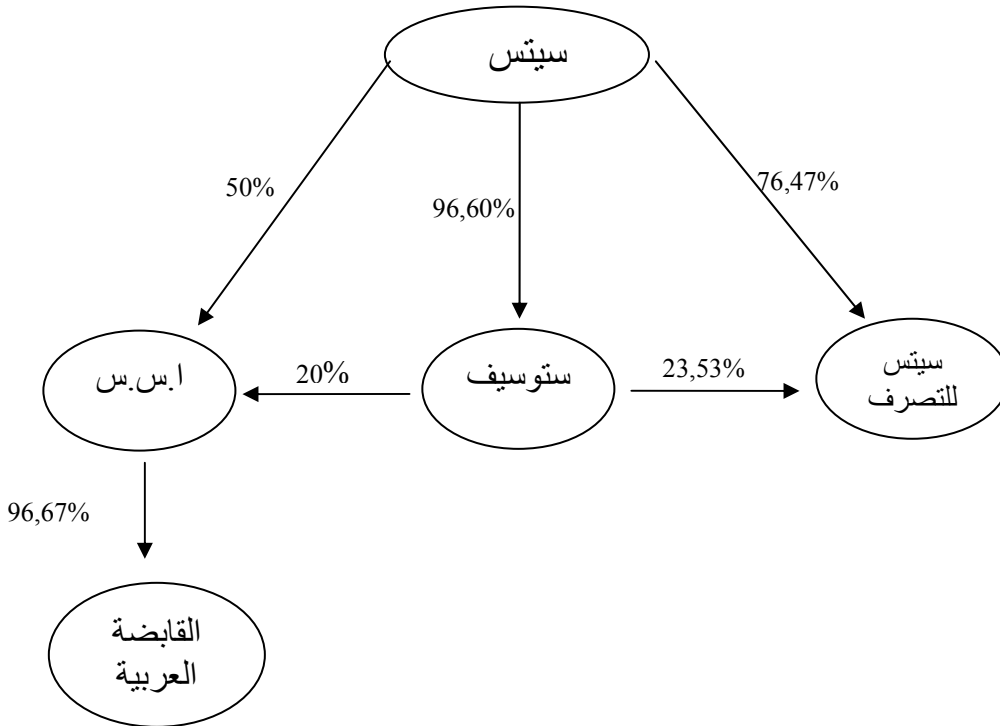 سيتس
50%
96,60%
76,47%
ا.س.س
20%
ستوسيف
23,53%
سيتس
للتصرف
96,67%
القابضة
العربية